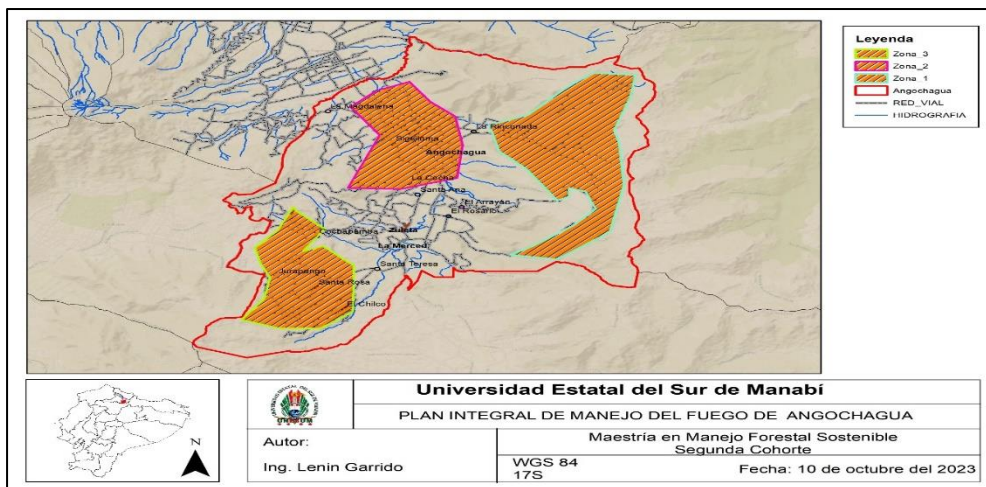 Leyenda
Zona_3
Zona_2
Zona_1
Angochagua
RED_VIAL
HIDROGRAFIA
La Magdalena
La Rinconada
Angochagua
La Cocha
Santa Ana
El Arrayán
El Rosario
Cochabamba
Zuleta
La Merced
Santa Teresa
Jurapango
Santa Rosa
El Chilco
Universidad Estatal del Sur de Manabí
PLAN INTEGRAL DE MANEJO DEL FUEGO DE ANGOCHAGUA
Autor:
Ing. Lenin Garrido
Maestría en Manejo Forestal Sostenible
Segunda Cohorte
WGS 84
17S
Fecha: 10 de octubre del 2023
N